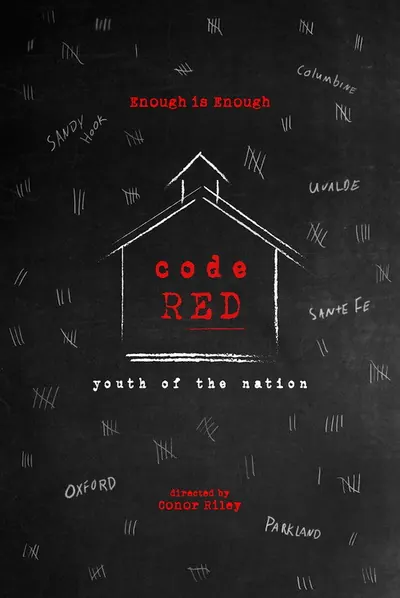 Columbine
Enough is Enough
SANDY
HOOK
UVALDE
code
RED
SANTE FE
youth of the nation
OXFORD
directed by
Conor Riley
PARKLAND